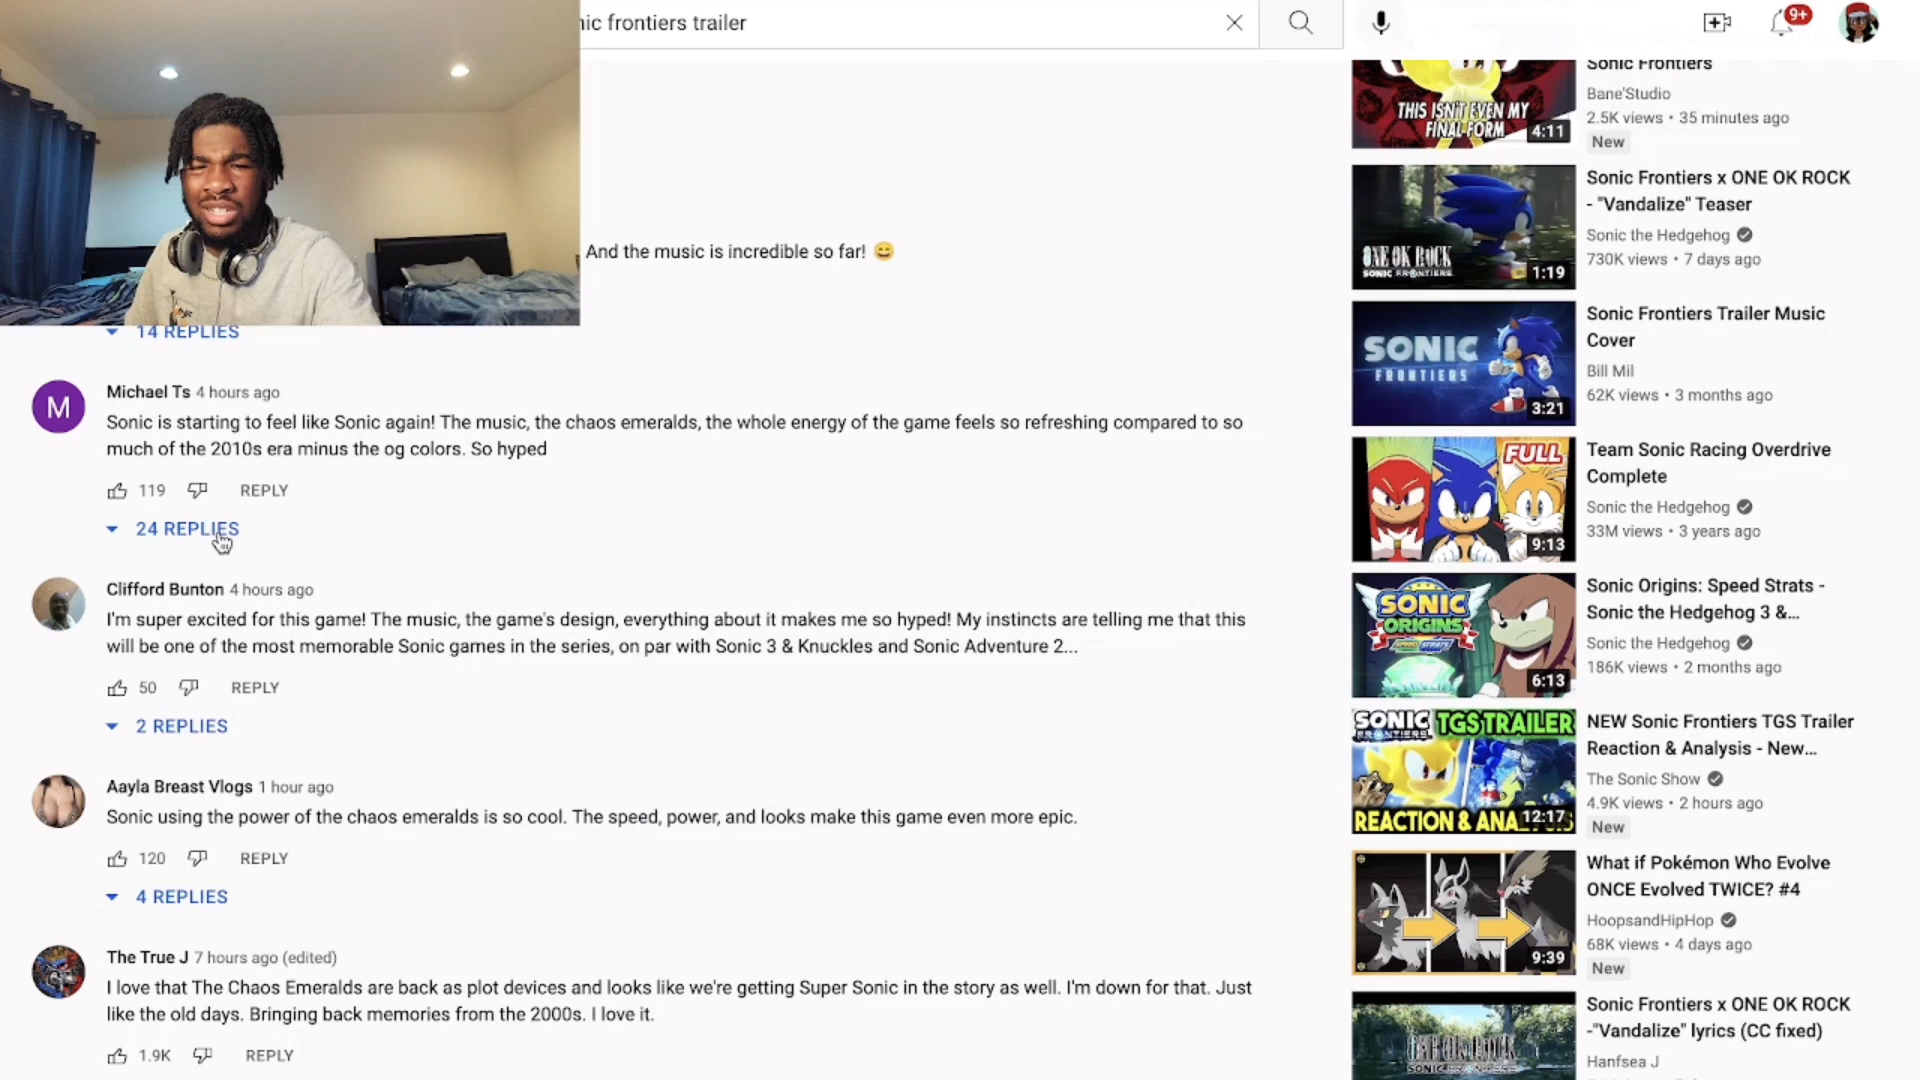 nic frontiers trailer
9+
And the music is incredible so far! 😄
14 REPLIES
M
Michael Ts 4 hours ago
Sonic is starting to feel like Sonic again! The music, the chaos emeralds, the whole energy of the game feels so refreshing compared to so
much of the 2010s era minus the og colors. So hyped
119 REPLY
24 REPLIES
Clifford Bunton 4 hours ago
I'm super excited for this game! The music, the game's design, everything about it makes me so hyped! My instincts are telling me that this
will be one of the most memorable Sonic games in the series, on par with Sonic 3 & Knuckles and Sonic Adventure 2...
50 REPLY
2 REPLIES
Aayla Breast Vlogs 1 hour ago
Sonic using the power of the chaos emeralds is so cool. The speed, power, and looks make this game even more epic.
120 REPLY
4 REPLIES
The True J 7 hours ago (edited)
I love that The Chaos Emeralds are back as plot devices and looks like we're getting Super Sonic in the story as well. I'm down for that. Just
like the old days. Bringing back memories from the 2000s. I love it.
1.9K REPLY
THIS ISN'T EVEN MY
FINAL FORM
4:11
Sonic Frontiers
Bane'Studio
2.5K views • 35 minutes ago
New
ONE OK ROCK
SONIC FRONTIERS
1:19
Sonic Frontiers x ONE OK ROCK
- "Vandalize" Teaser
Sonic the Hedgehog
730K views • 7 days ago
SONIC
FRONTIERS
3:21
Sonic Frontiers Trailer Music
Cover
Bill Mil
62K views • 3 months ago
FULL
9:13
Team Sonic Racing Overdrive
Complete
Sonic the Hedgehog
33M views • 3 years ago
SONIC
ORIGINS
SPEED STRATS
6:13
Sonic Origins: Speed Strats -
Sonic the Hedgehog 3 &...
Sonic the Hedgehog
186K views • 2 months ago
SONIC TGS TRAILER
FRONTIERS
REACTION & ANA
12:17
NEW Sonic Frontiers TGS Trailer
Reaction & Analysis - New...
The Sonic Show
4.9K views • 2 hours ago
New
9:39
What if Pokémon Who Evolve
ONCE Evolved TWICE? #4
HoopsandHipHop
68K views • 4 days ago
New
ONE OK ROCK
SONIC FRONTIERS
Sonic Frontiers x ONE OK ROCK
-"Vandalize" lyrics (CC fixed)
Hanfsea J